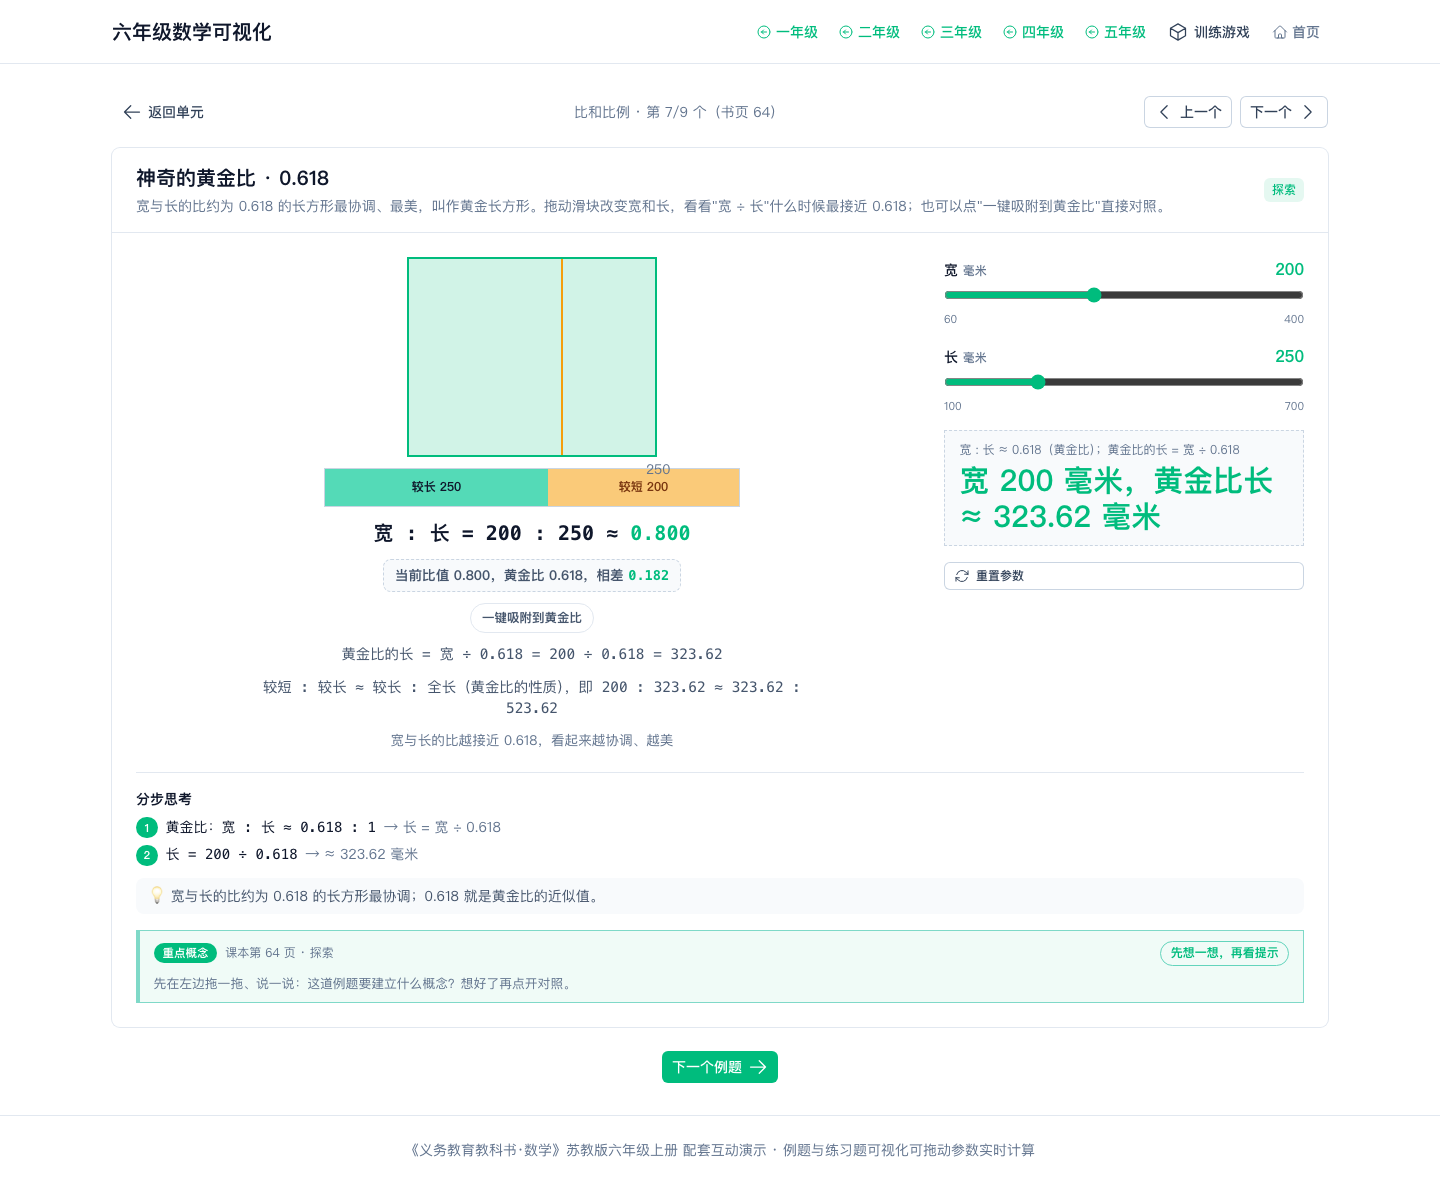 六年级数学可视化
一年级 二年级 三年级 四年级 五年级 训练游戏 首页
返回单元
比和比例 · 第 7/9 个（书页 64）
上一个 下一个
神奇的黄金比 · 0.618
宽与长的比约为 0.618 的长方形最协调、最美，叫作黄金长方形。拖动滑块改变宽和长，看看"宽 ÷ 长"什么时候最接近 0.618；也可以点"一键吸附到黄金比"直接对照。
探索
250
较长 250 较短 200
宽 : 长 = 200 : 250 ≈ 0.800
当前比值 0.800，黄金比 0.618，相差 0.182
一键吸附到黄金比
黄金比的长 = 宽 ÷ 0.618 = 200 ÷ 0.618 = 323.62
较短 : 较长 ≈ 较长 : 全长（黄金比的性质），即 200 : 323.62 ≈ 323.62 :
523.62
宽与长的比越接近 0.618，看起来越协调、越美
宽 毫米 200
60 400
长 毫米 250
100 700
宽 : 长 ≈ 0.618（黄金比）；黄金比的长 = 宽 ÷ 0.618
宽 200 毫米，黄金比长
≈ 323.62 毫米
重置参数
分步思考
1 黄金比：宽 : 长 ≈ 0.618 : 1 → 长 = 宽 ÷ 0.618
2 长 = 200 ÷ 0.618 → ≈ 323.62 毫米
宽与长的比约为 0.618 的长方形最协调；0.618 就是黄金比的近似值。
重点概念 课本第 64 页 · 探索
先想一想，再看提示
先在左边拖一拖、说一说：这道例题要建立什么概念？想好了再点开对照。
下一个例题
《义务教育教科书·数学》苏教版六年级上册 配套互动演示 · 例题与练习题可视化可拖动参数实时计算